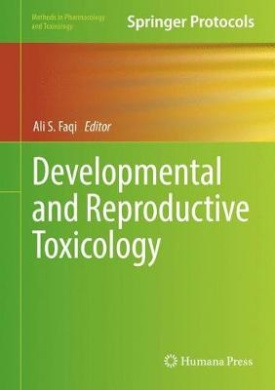 Methods in Pharmacology
and Toxicology
Springer Protocols
Ali S. Faqi Editor
Developmental
and Reproductive
Toxicology
Humana Press